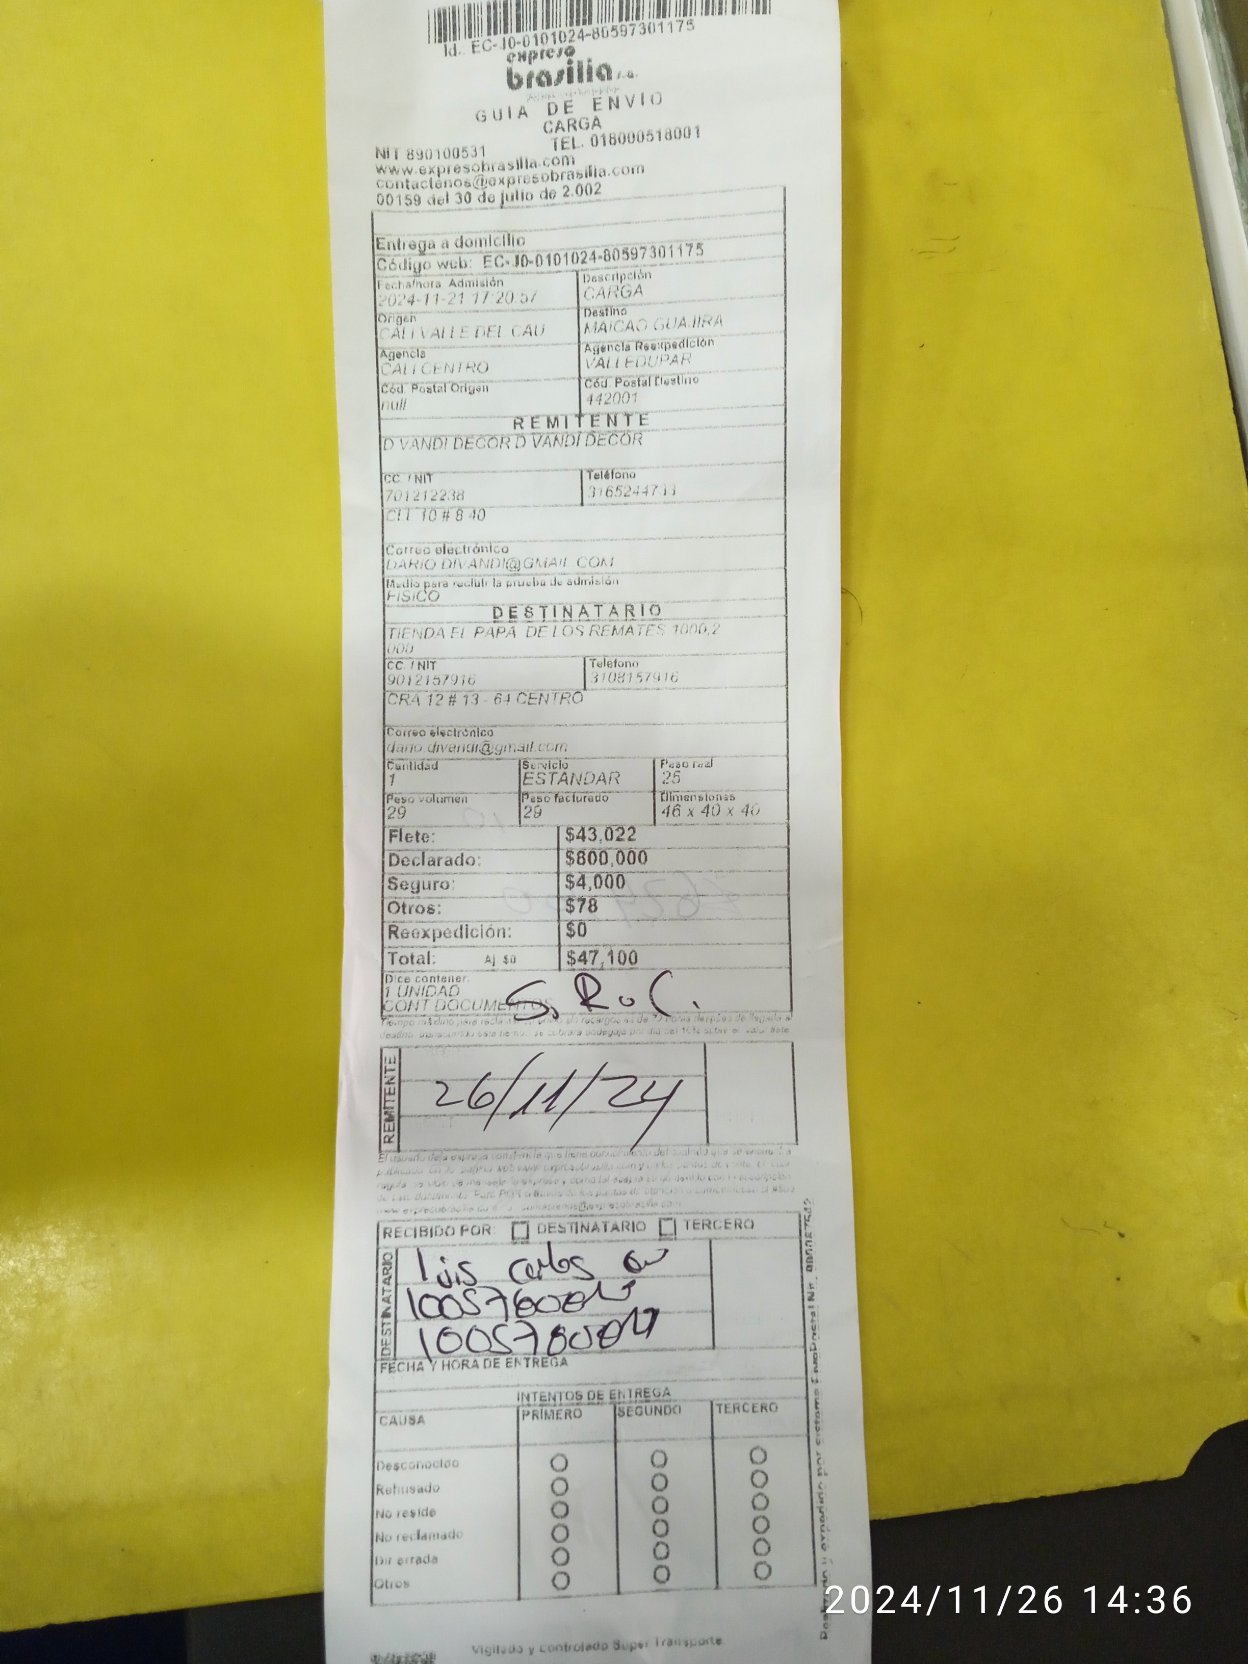 Id.: EC-J0-0101024-80597301175
expreso
brasilia s.a.
GUIA DE ENVIO
CARGA
NIT 890100531 TEL. 018000518001
www.expresobrasilia.com
contactenos@expresobrasilia.com
00159 del 30 de julio de 2.002
Entrega a domicilio
Código web: EC-J0-0101024-80597301175
Fecha/hora Admisión Descripción
2024-11-21 17:20:57 CARGA
Origen Destino
CALI VALLE DEL CAU MAICAO GUAJIRA
Agencia Agencia Reexpedición
CALI CENTRO VALLEDUPAR
Cód. Postal Origen Cód. Postal Destino
null 442001
REMITENTE
D VANDI DECOR D VANDI DECOR
CC. / NIT Teléfono
701212238 3165244733
CLL 10 # 8 40
Correo electrónico
DARIO DIVANDI@GMAIL.COM
Medio para recibir la prueba de admisión
FISICO
DESTINATARIO
TIENDA EL PAPA DE LOS REMATES 1000,2
000
CC. / NIT Teléfono
9012157916 3108157916
CRA 12 # 13 - 64 CENTRO
Correo electrónico
dario.divandi@gmail.com
Cantidad Servicio Peso real
1 ESTANDAR 25
Peso volumen Peso facturado Dimensiones
29 29 46 x 40 x 40
Flete: $43,022
Declarado: $800,000
Seguro: $4,000
Otros: $78
Reexpedición: $0
Total: Aj $0 $47,100
Dice contener:
1 UNIDAD
CONT DOCUMENTOS S. R. C.
REMITENTE
26/11/24
RECIBIDO POR: DESTINATARIO TERCERO
DESTINATARIO
Luis Carlos
FECHA Y HORA DE ENTREGA
INTENTOS DE ENTREGA
CAUSA PRIMERO SEGUNDO TERCERO
Desconocido
Rehusado
No reside
No reclamado
Dir errada
Otros
Vigilado y Controlado Super Transporte
2024/11/26 14:36